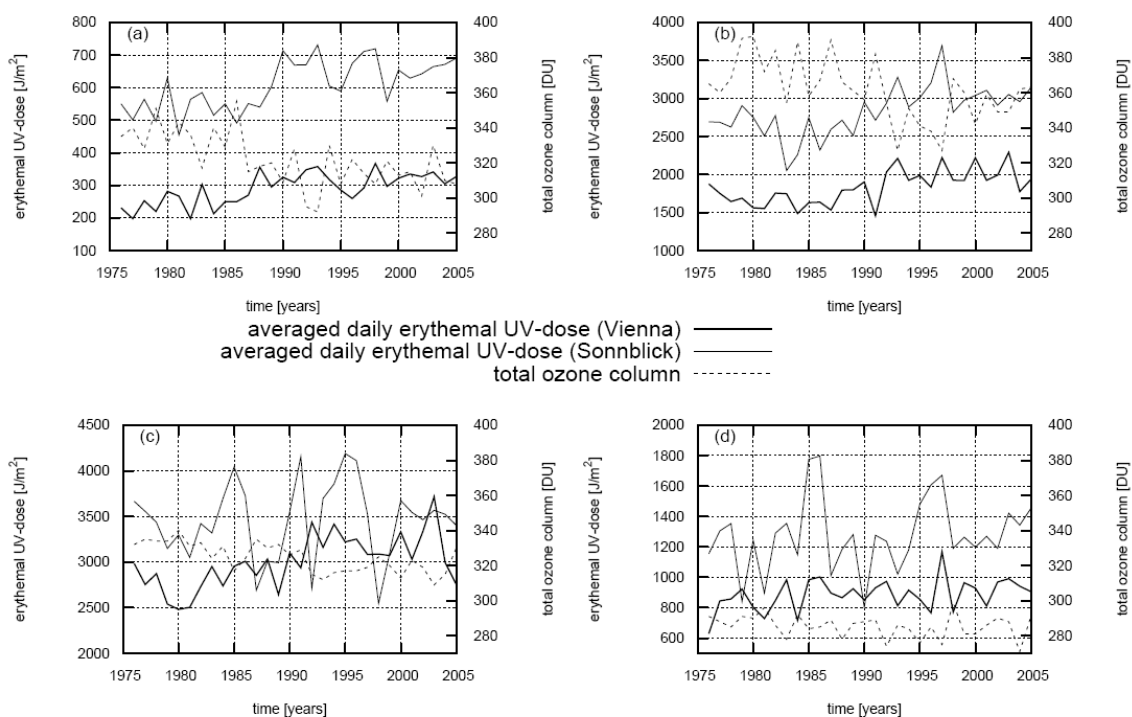 (a)
800
700
600
500
400
300
200
100
400
380
360
340
320
300
280
260
erythemal UV-dose [J/m²]
total ozone column [DU]
1975 1980 1985 1990 1995 2000 2005
time [years]
(b)
4000
3500
3000
2500
2000
1500
1000
400
380
360
340
320
300
280
erythemal UV-dose [J/m²]
total ozone column [DU]
1975 1980 1985 1990 1995 2000 2005
time [years]
averaged daily erythemal UV-dose (Vienna)
averaged daily erythemal UV-dose (Sonnblick)
total ozone column
(c)
4500
4000
3500
3000
2500
2000
400
380
360
340
320
300
280
erythemal UV-dose [J/m²]
total ozone column [DU]
1975 1980 1985 1990 1995 2000 2005
time [years]
(d)
2000
1800
1600
1400
1200
1000
800
600
400
380
360
340
320
300
280
erythemal UV-dose [J/m²]
total ozone column [DU]
1975 1980 1985 1990 1995 2000 2005
time [years]